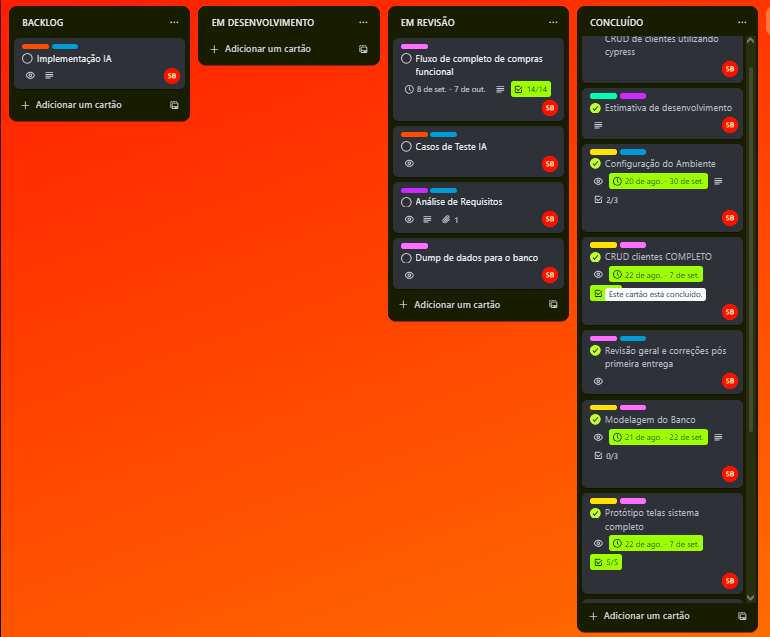 BACKLOG
Implementação IA
SB
Adicionar um cartão
EM DESENVOLVIMENTO
Adicionar um cartão
EM REVISÃO
Fluxo de completo de compras
funcional
8 de set. - 7 de out.
14/14
SB
Casos de Teste IA
SB
Análise de Requisitos
1
SB
Dump de dados para o banco
SB
Adicionar um cartão
CONCLUÍDO
CRUD de clientes utilizando
cypress
SB
Estimativa de desenvolvimento
SB
Configuração do Ambiente
20 de ago. - 30 de set.
2/3
SB
CRUD clientes COMPLETO
22 de ago. - 7 de set.
Este cartão está concluído.
SB
Revisão geral e correções pós
primeira entrega
SB
Modelagem do Banco
21 de ago. - 22 de set.
0/3
SB
Protótipo telas sistema
completo
22 de ago. - 7 de set.
5/5
SB
Adicionar um cartão